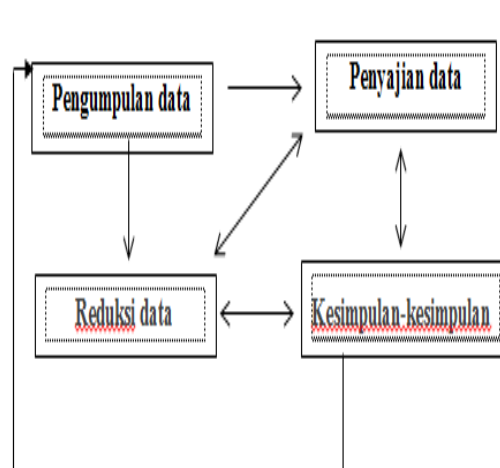 Pengumpulan data
Penyajian data
Reduksi data
Kesimpulan-kesimpulan